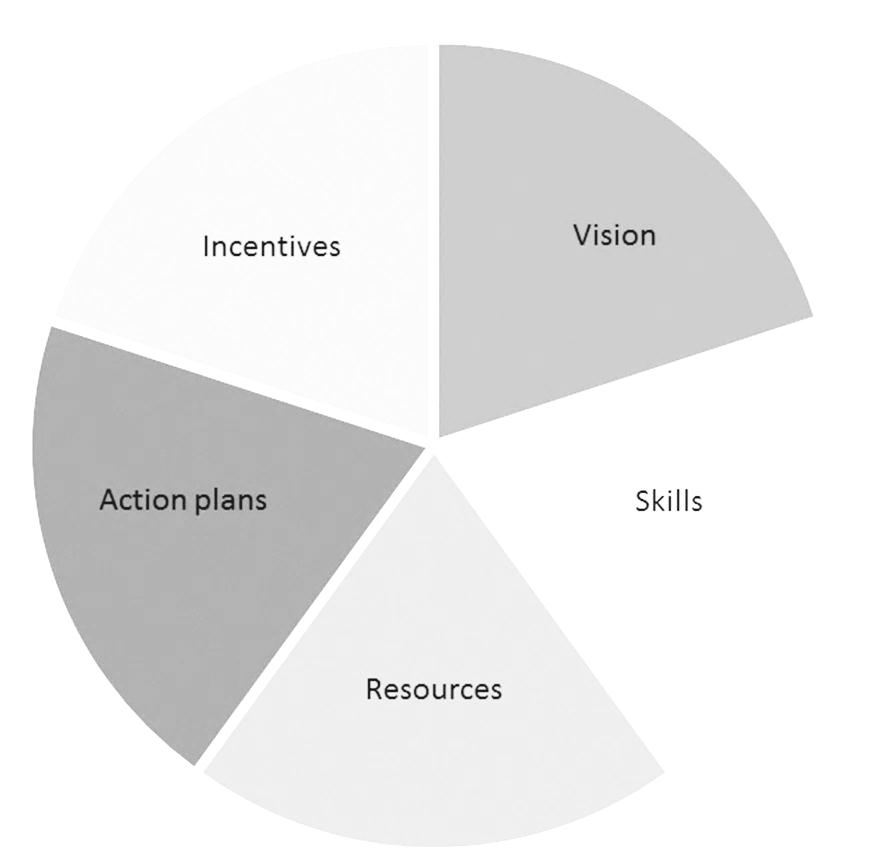 Incentives
Vision
Action plans
Skills
Resources